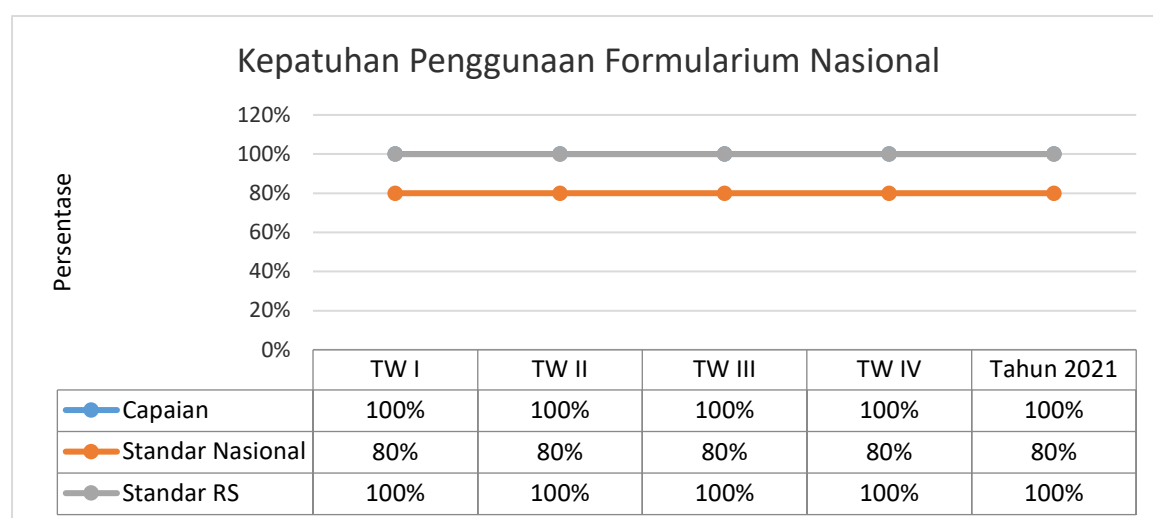 Kepatuhan Penggunaan Formularium Nasional
120%
100%
80%
60%
40%
20%
0%
Persentase
TW I TW II TW III TW IV Tahun 2021
Capaian 100% 100% 100% 100% 100%
Standar Nasional 80% 80% 80% 80% 80%
Standar RS 100% 100% 100% 100% 100%